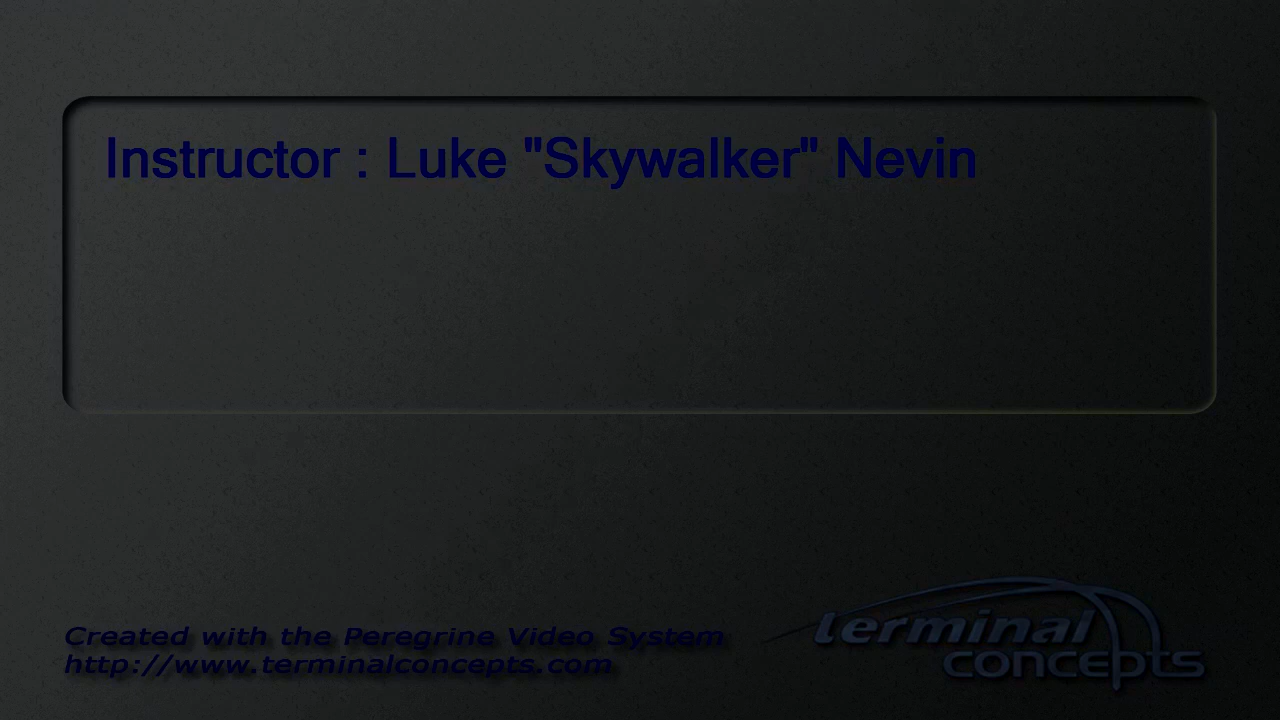 Instructor : Luke "Skywalker" Nevin
Created with the Peregrine Video System
http://www.terminalconcepts.com
terminal
concepts